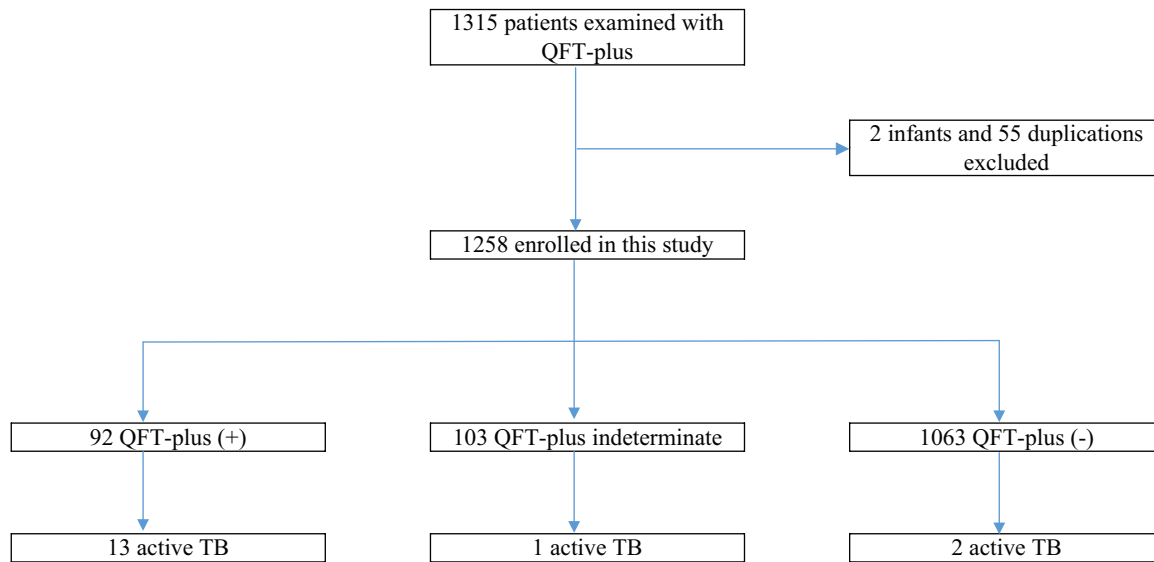 1315 patients examined with
QFT-plus
2 infants and 55 duplications
excluded
1258 enrolled in this study
92 QFT-plus (+)
103 QFT-plus indeterminate
1063 QFT-plus (-)
13 active TB
1 active TB
2 active TB